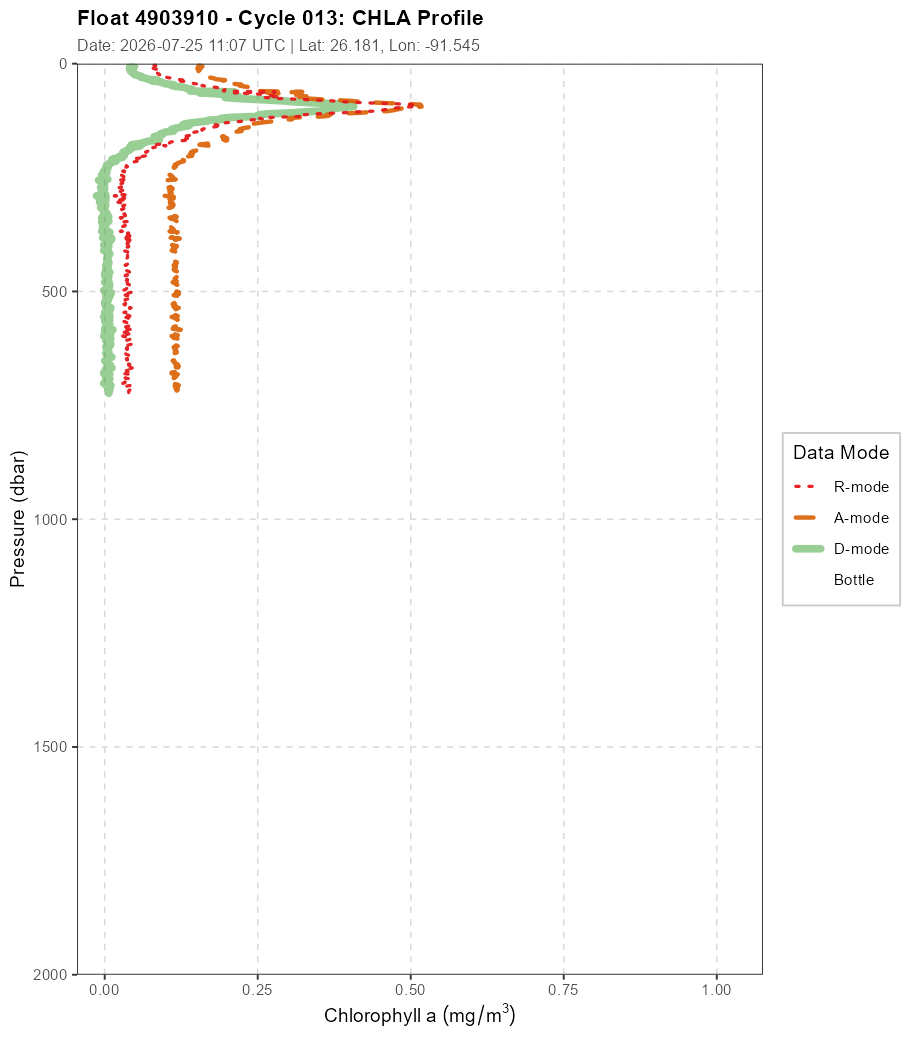 Float 4903910 - Cycle 013: CHLA Profile
Date: 2026-07-25 11:07 UTC | Lat: 26.181, Lon: -91.545
0
500
1000
1500
2000
Pressure (dbar)
0.00 0.25 0.50 0.75 1.00
Chlorophyll a (mg/m³)
Data Mode
R-mode
A-mode
D-mode
Bottle